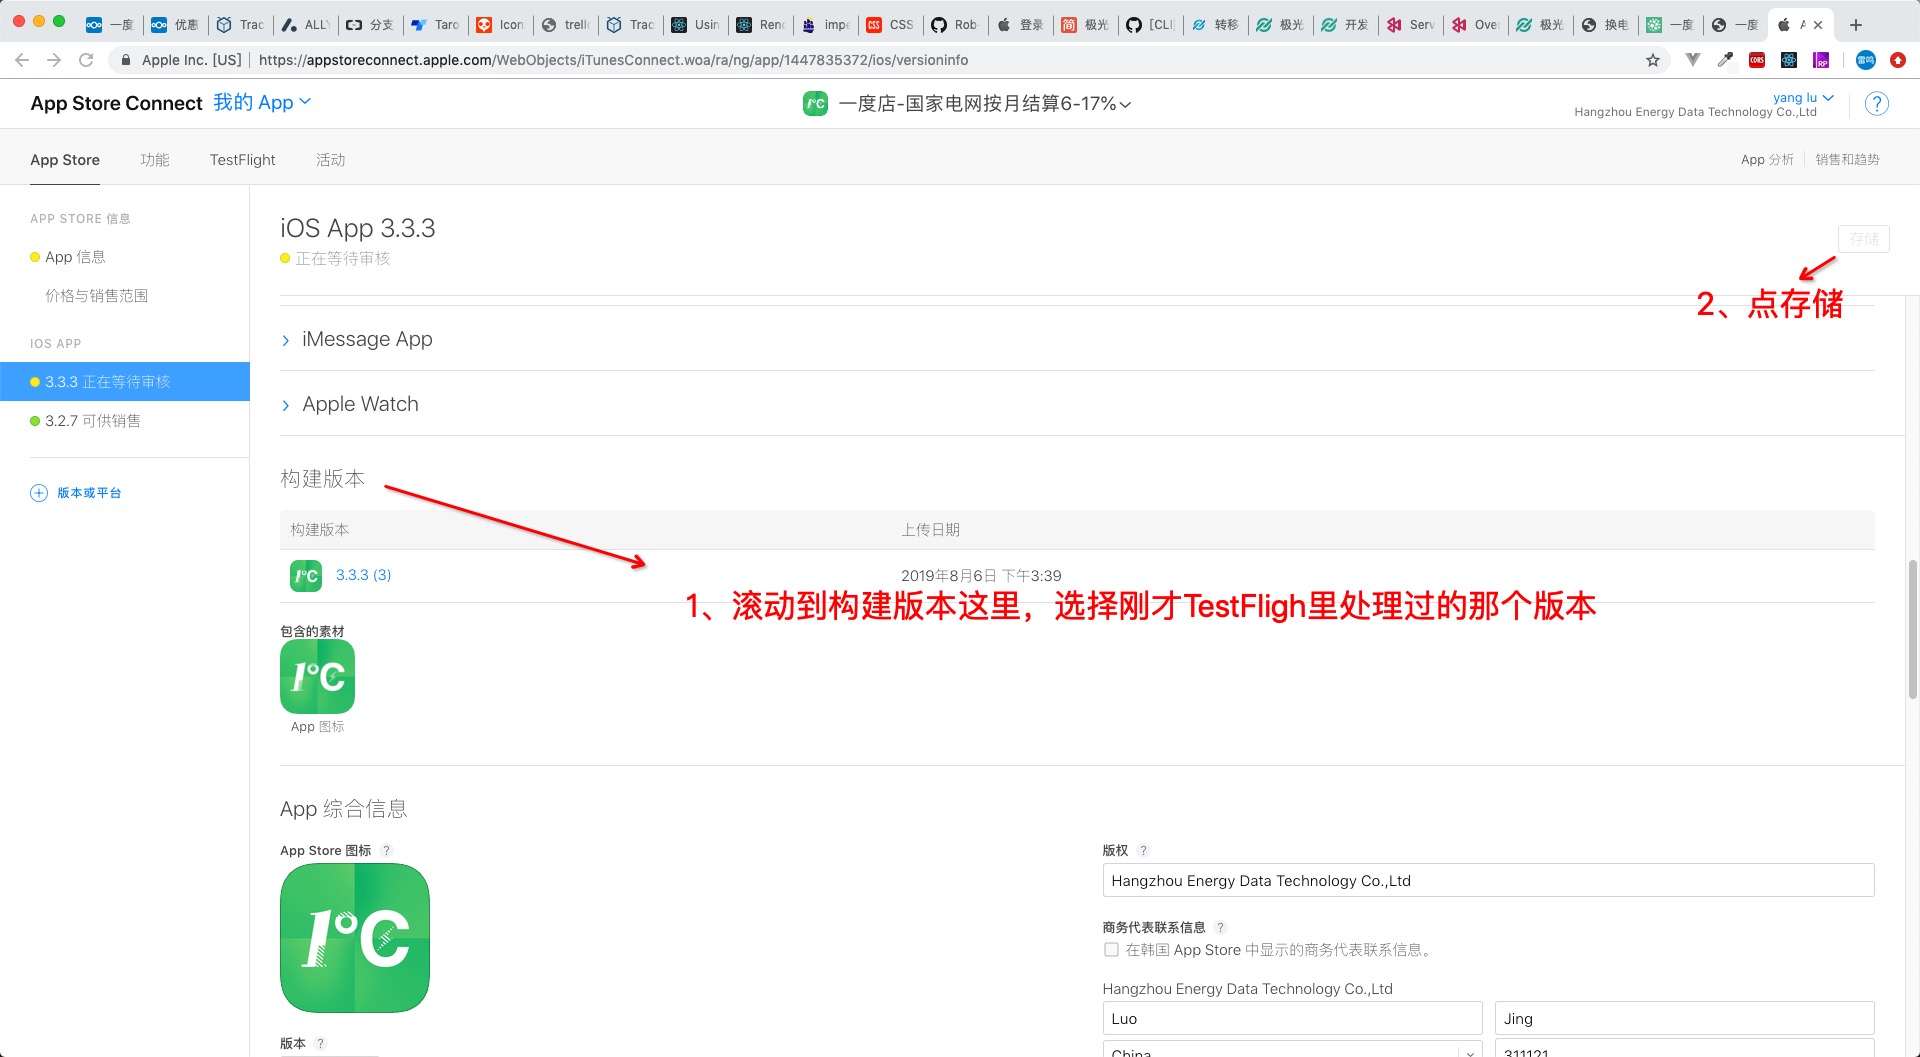 一度
优惠
Trac
ALLY
分支
Taro
Icon
trello
Trac
Usin
Rend
impe
CSS
Rob
登录
极光
[CLI]
转移
极光
开发
Serv
Over
极光
换电
一度
一度
A
Apple Inc. [US]
https://appstoreconnect.apple.com/WebObjects/iTunesConnect.woa/ra/ng/app/1447835372/ios/versioninfo
App Store Connect 我的 App
一度店-国家电网按月结算6-17%
yang lu
Hangzhou Energy Data Technology Co.,Ltd
App Store
功能
TestFlight
活动
App 分析
销售和趋势
APP STORE 信息
App 信息
价格与销售范围
IOS APP
3.3.3 正在等待审核
3.2.7 可供销售
版本或平台
iOS App 3.3.3
正在等待审核
存储
2、点存储
iMessage App
Apple Watch
构建版本
构建版本
上传日期
3.3.3 (3)
2019年8月6日 下午3:39
1、滚动到构建版本这里，选择刚才TestFligh里处理过的那个版本
包含的素材
1°C
App 图标
App 综合信息
App Store 图标 ?
1°C
版本 ?
版权 ?
Hangzhou Energy Data Technology Co.,Ltd
商务代表联系信息 ?
在韩国 App Store 中显示的商务代表联系信息。
Hangzhou Energy Data Technology Co.,Ltd
Luo
Jing
China
311121